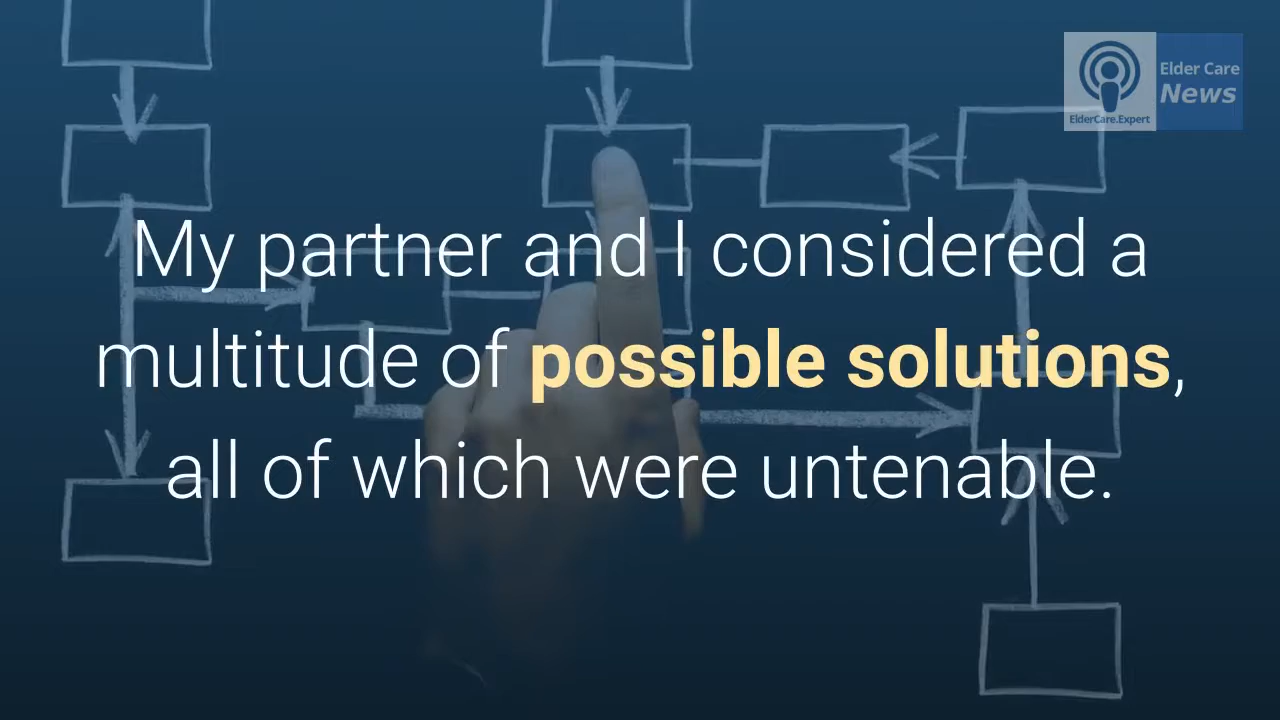 Elder Care
News
ElderCare.Expert
My partner and I considered a
multitude of possible solutions,
all of which were untenable.